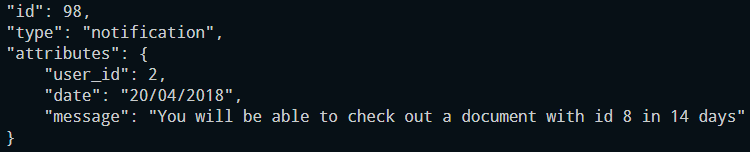 "id": 98,
"type": "notification",
"attributes": {
    "user_id": 2,
    "date": "20/04/2018",
    "message": "You will be able to check out a document with id 8 in 14 days"
}